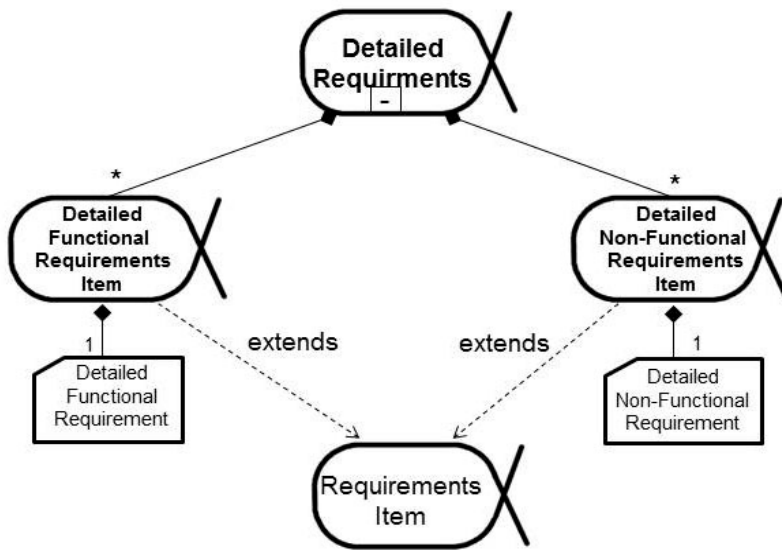 Detailed
Requirments
-
*
*
Detailed
Functional
Requirements
Item
Detailed
Non-Functional
Requirements
Item
extends
extends
1
1
Detailed
Functional
Requirement
Detailed
Non-Functional
Requirement
Requirements
Item